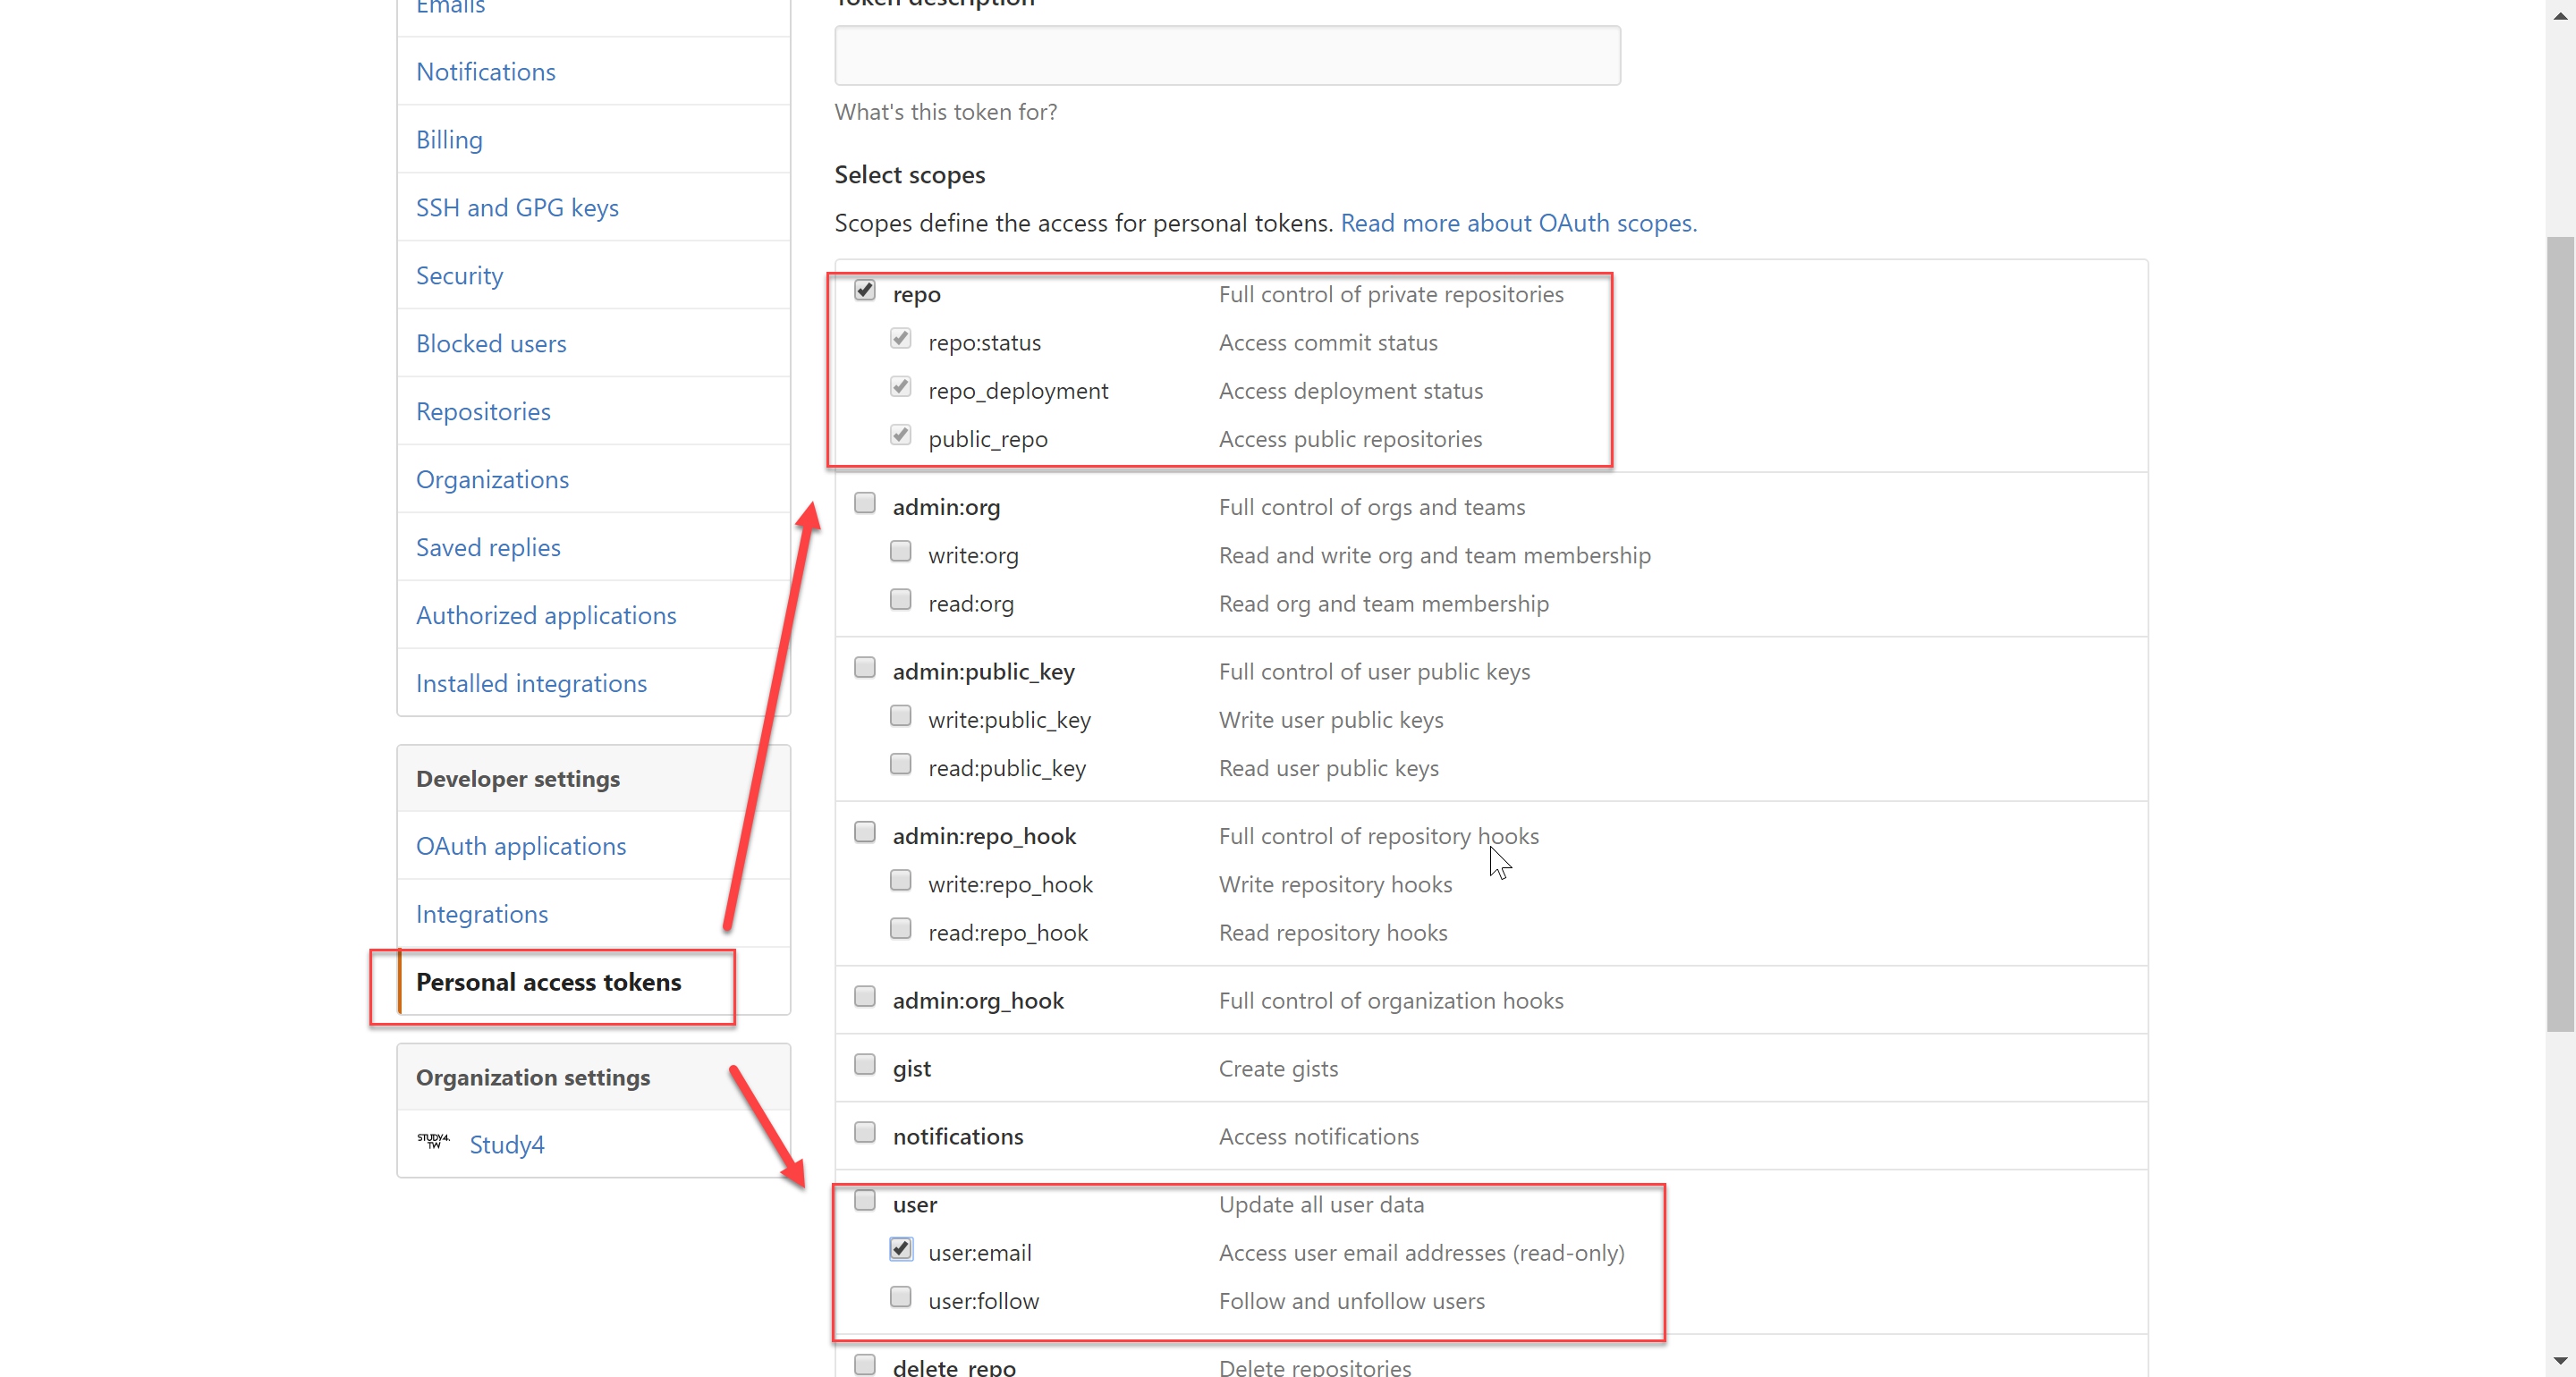 Emails
Notifications
Billing
SSH and GPG keys
Security
Blocked users
Repositories
Organizations
Saved replies
Authorized applications
Installed integrations
Developer settings
OAuth applications
Integrations
Personal access tokens
Organization settings
STUDY4.
TW
Study4
Token description
What's this token for?
Select scopes
Scopes define the access for personal tokens. Read more about OAuth scopes.
repo Full control of private repositories
repo:status Access commit status
repo_deployment Access deployment status
public_repo Access public repositories
admin:org Full control of orgs and teams
write:org Read and write org and team membership
read:org Read org and team membership
admin:public_key Full control of user public keys
write:public_key Write user public keys
read:public_key Read user public keys
admin:repo_hook Full control of repository hooks
write:repo_hook Write repository hooks
read:repo_hook Read repository hooks
admin:org_hook Full control of organization hooks
gist Create gists
notifications Access notifications
user Update all user data
user:email Access user email addresses (read-only)
user:follow Follow and unfollow users
delete_repo Delete repositories